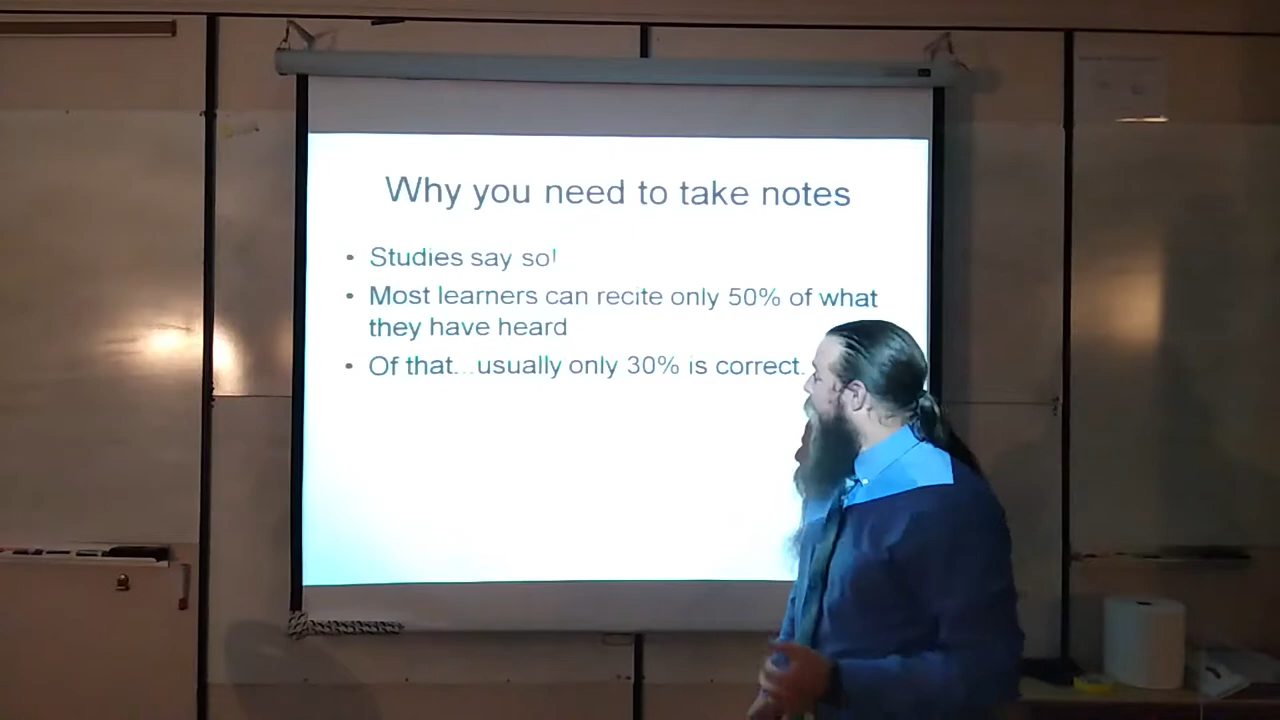 Why you need to take notes
• Studies say so!
• Most learners can recite only 50% of what
they have heard
• Of that...usually only 30% is correct.